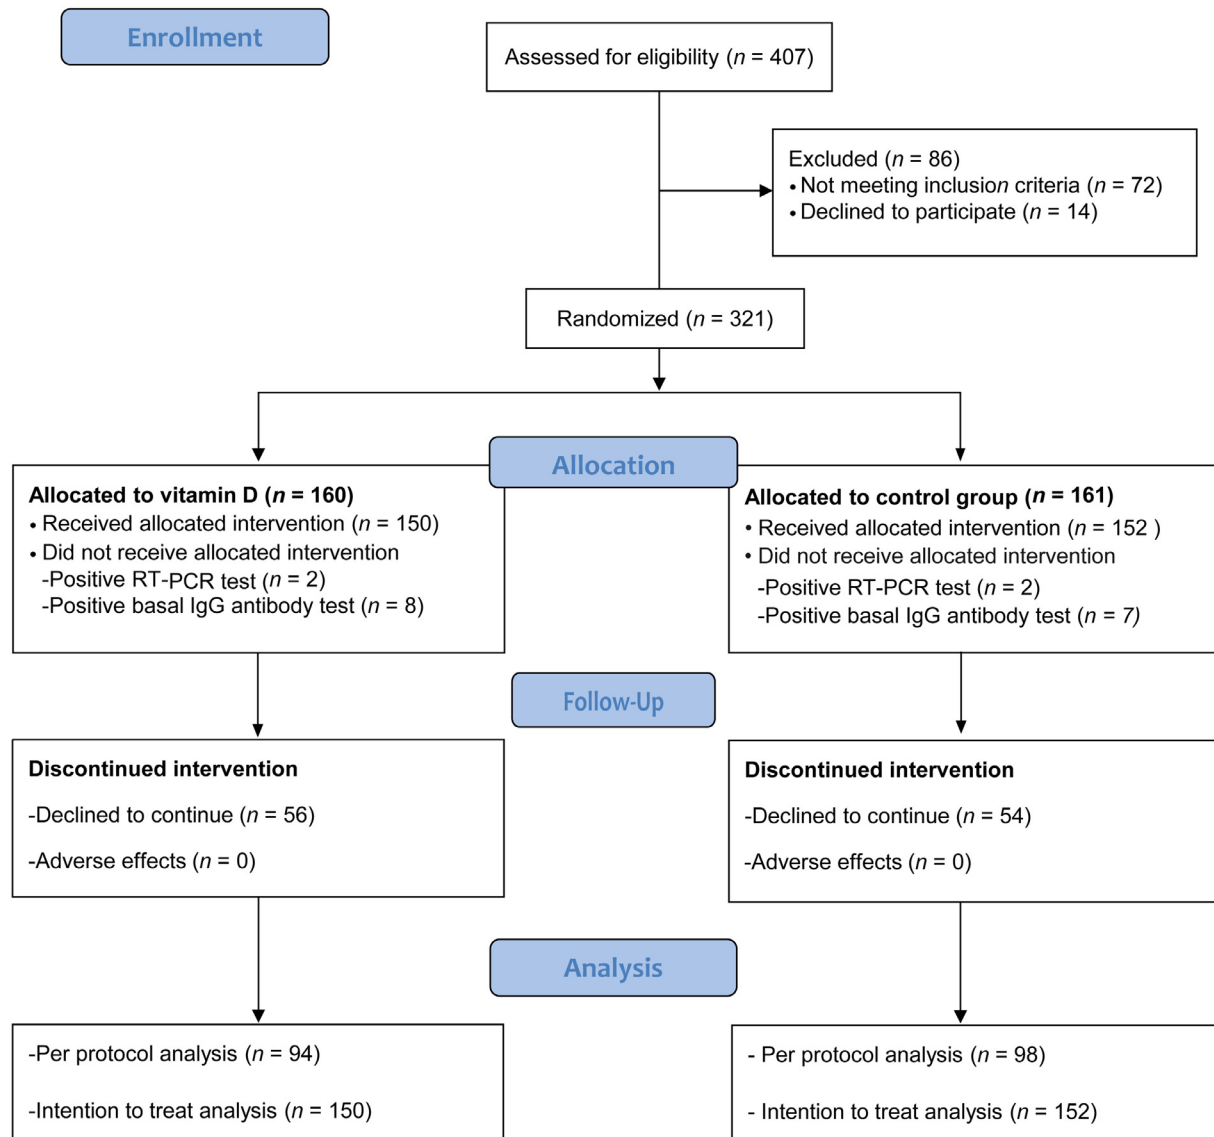 Enrollment
Assessed for eligibility (n = 407)
Excluded (n = 86)
• Not meeting inclusion criteria (n = 72)
• Declined to participate (n = 14)
Randomized (n = 321)
Allocation
Allocated to vitamin D (n = 160)
• Received allocated intervention (n = 150)
• Did not receive allocated intervention
-Positive RT-PCR test (n = 2)
-Positive basal IgG antibody test (n = 8)
Allocated to control group (n = 161)
• Received allocated intervention (n = 152 )
• Did not receive allocated intervention
-Positive RT-PCR test (n = 2)
-Positive basal IgG antibody test (n = 7)
Follow-Up
Discontinued intervention
-Declined to continue (n = 56)
-Adverse effects (n = 0)
Discontinued intervention
-Declined to continue (n = 54)
-Adverse effects (n = 0)
Analysis
-Per protocol analysis (n = 94)
-Intention to treat analysis (n = 150)
- Per protocol analysis (n = 98)
- Intention to treat analysis (n = 152)